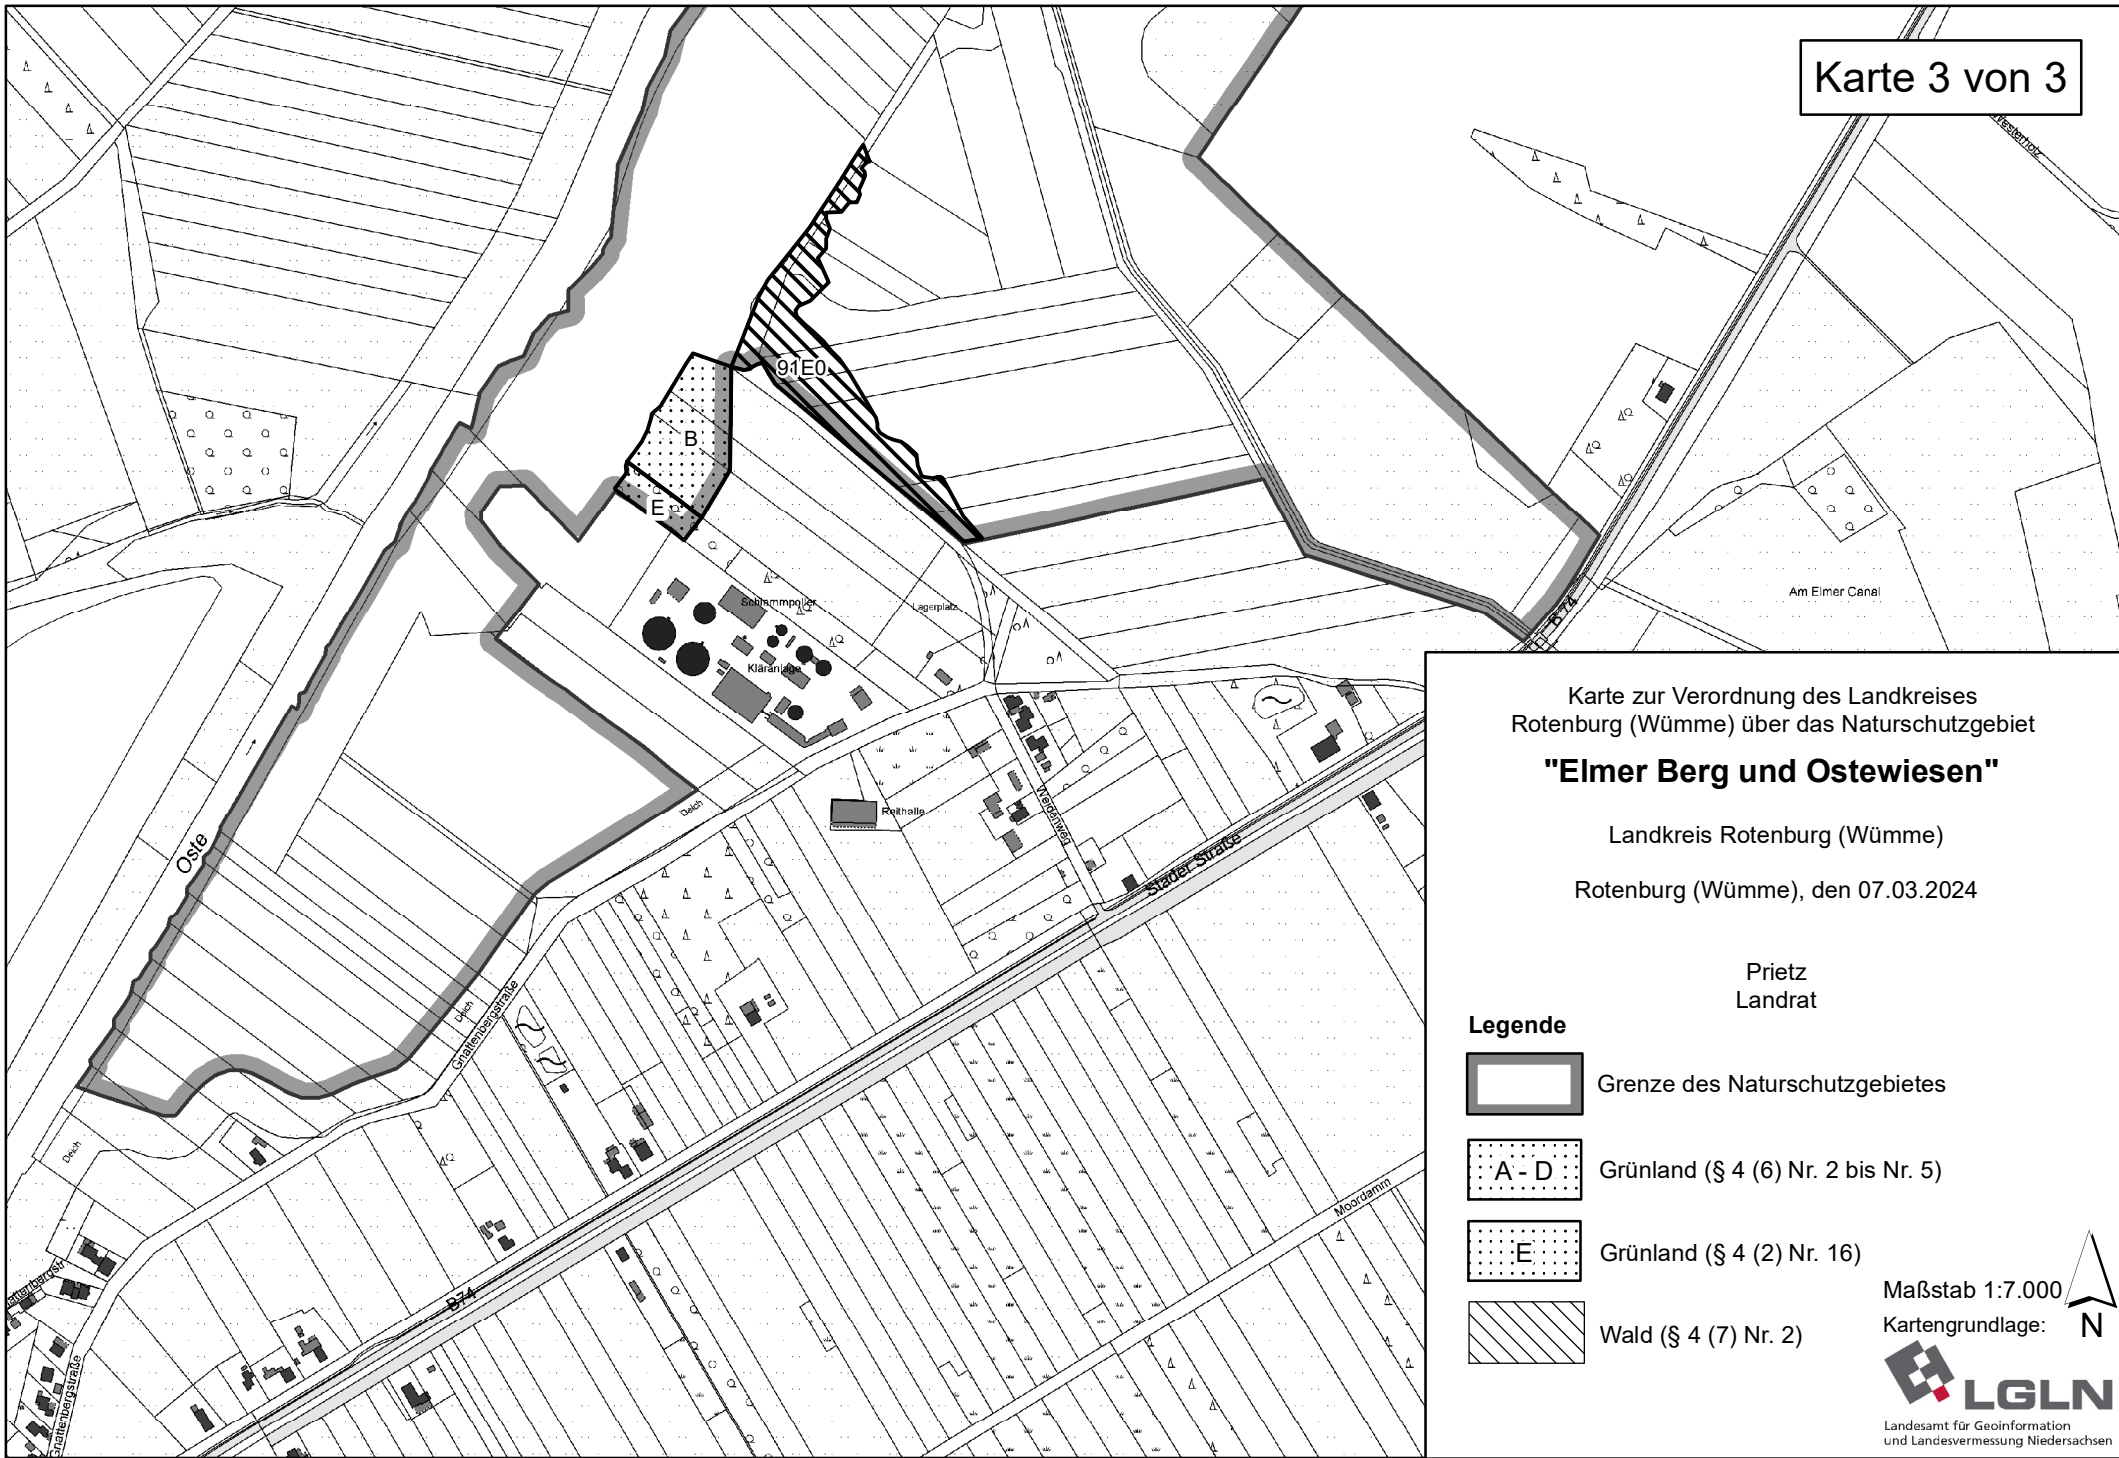 Karte 3 von 3
Westerholz
91E0
B
E
Schlammpolder
Lagerplatz
Kläranlage
Am Elmer Canal
B 74
Deich
Reithalle
Weidenweg
Stader Straße
Oste
Deich
Gnattenbergstraße
Deich
Moordamm
B74
Gnattenbergstraße
Karte zur Verordnung des Landkreises
Rotenburg (Wümme) über das Naturschutzgebiet
"Elmer Berg und Ostewiesen"
Landkreis Rotenburg (Wümme)
Rotenburg (Wümme), den 07.03.2024
Prietz
Landrat
Legende
Grenze des Naturschutzgebietes
A - D
Grünland (§ 4 (6) Nr. 2 bis Nr. 5)
E
Grünland (§ 4 (2) Nr. 16)
Wald (§ 4 (7) Nr. 2)
Maßstab 1:7.000
Kartengrundlage:
N
LGLN
Landesamt für Geoinformation
und Landesvermessung Niedersachsen